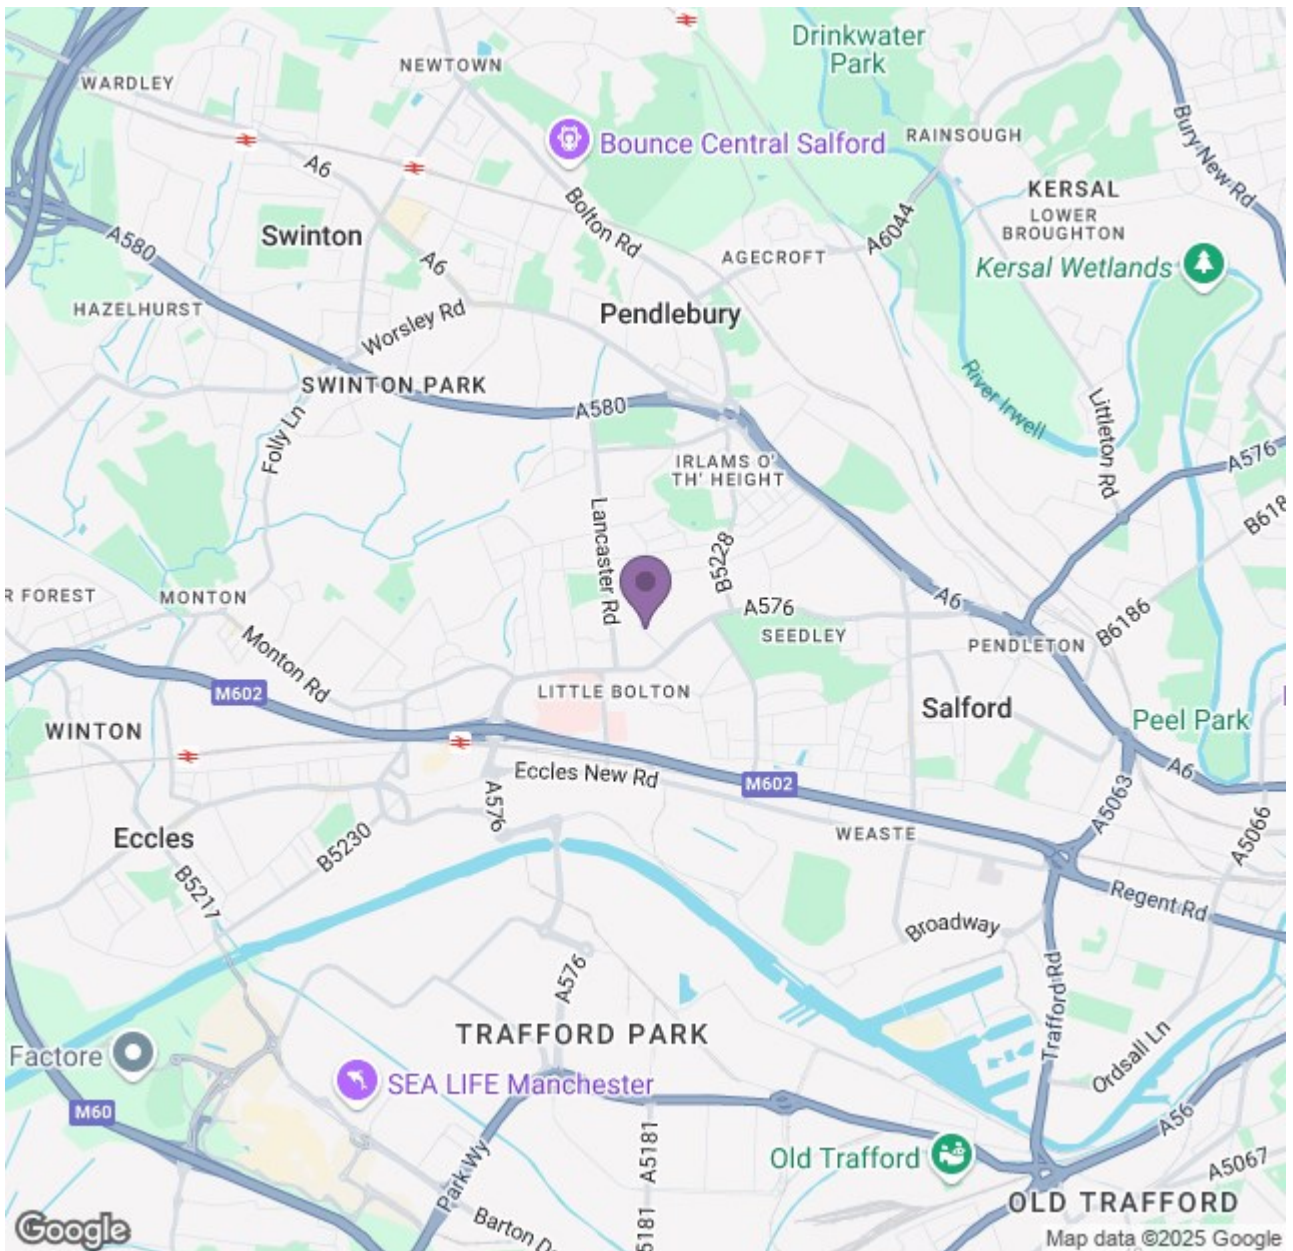 Drinkwater
Park
NEWTOWN
WARDLEY
Bounce Central Salford
RAINSOUGH
Bury New Rd
A6
KERSAL
LOWER
BROUGHTON
Bolton Rd
A6044
Swinton
A580
A6
AGECROFT
Kersal Wetlands
HAZELHURST
Worsley Rd
Pendlebury
River Irwell
SWINTON PARK
A580
Littleton Rd
Folly Ln
IRLAMS O'
TH' HEIGHT
A576
B618
Lancaster Rd
B5228
R FOREST
MONTON
A576
A6
B6186
SEEDLEY
PENDLETON
Monton Rd
M602
LITTLE BOLTON
Salford
Peel Park
WINTON
Eccles New Rd
M602
A6
A576
A5063
A5066
Eccles
B5230
WEASTE
B5217
Regent Rd
Broadway
A576
Trafford Rd
TRAFFORD PARK
Factore
Ordsall Ln
SEA LIFE Manchester
M60
A56
A5181
Old Trafford
Park Wy
A5067
OLD TRAFFORD
Barton D
5181
Google
Map data ©2025 Google